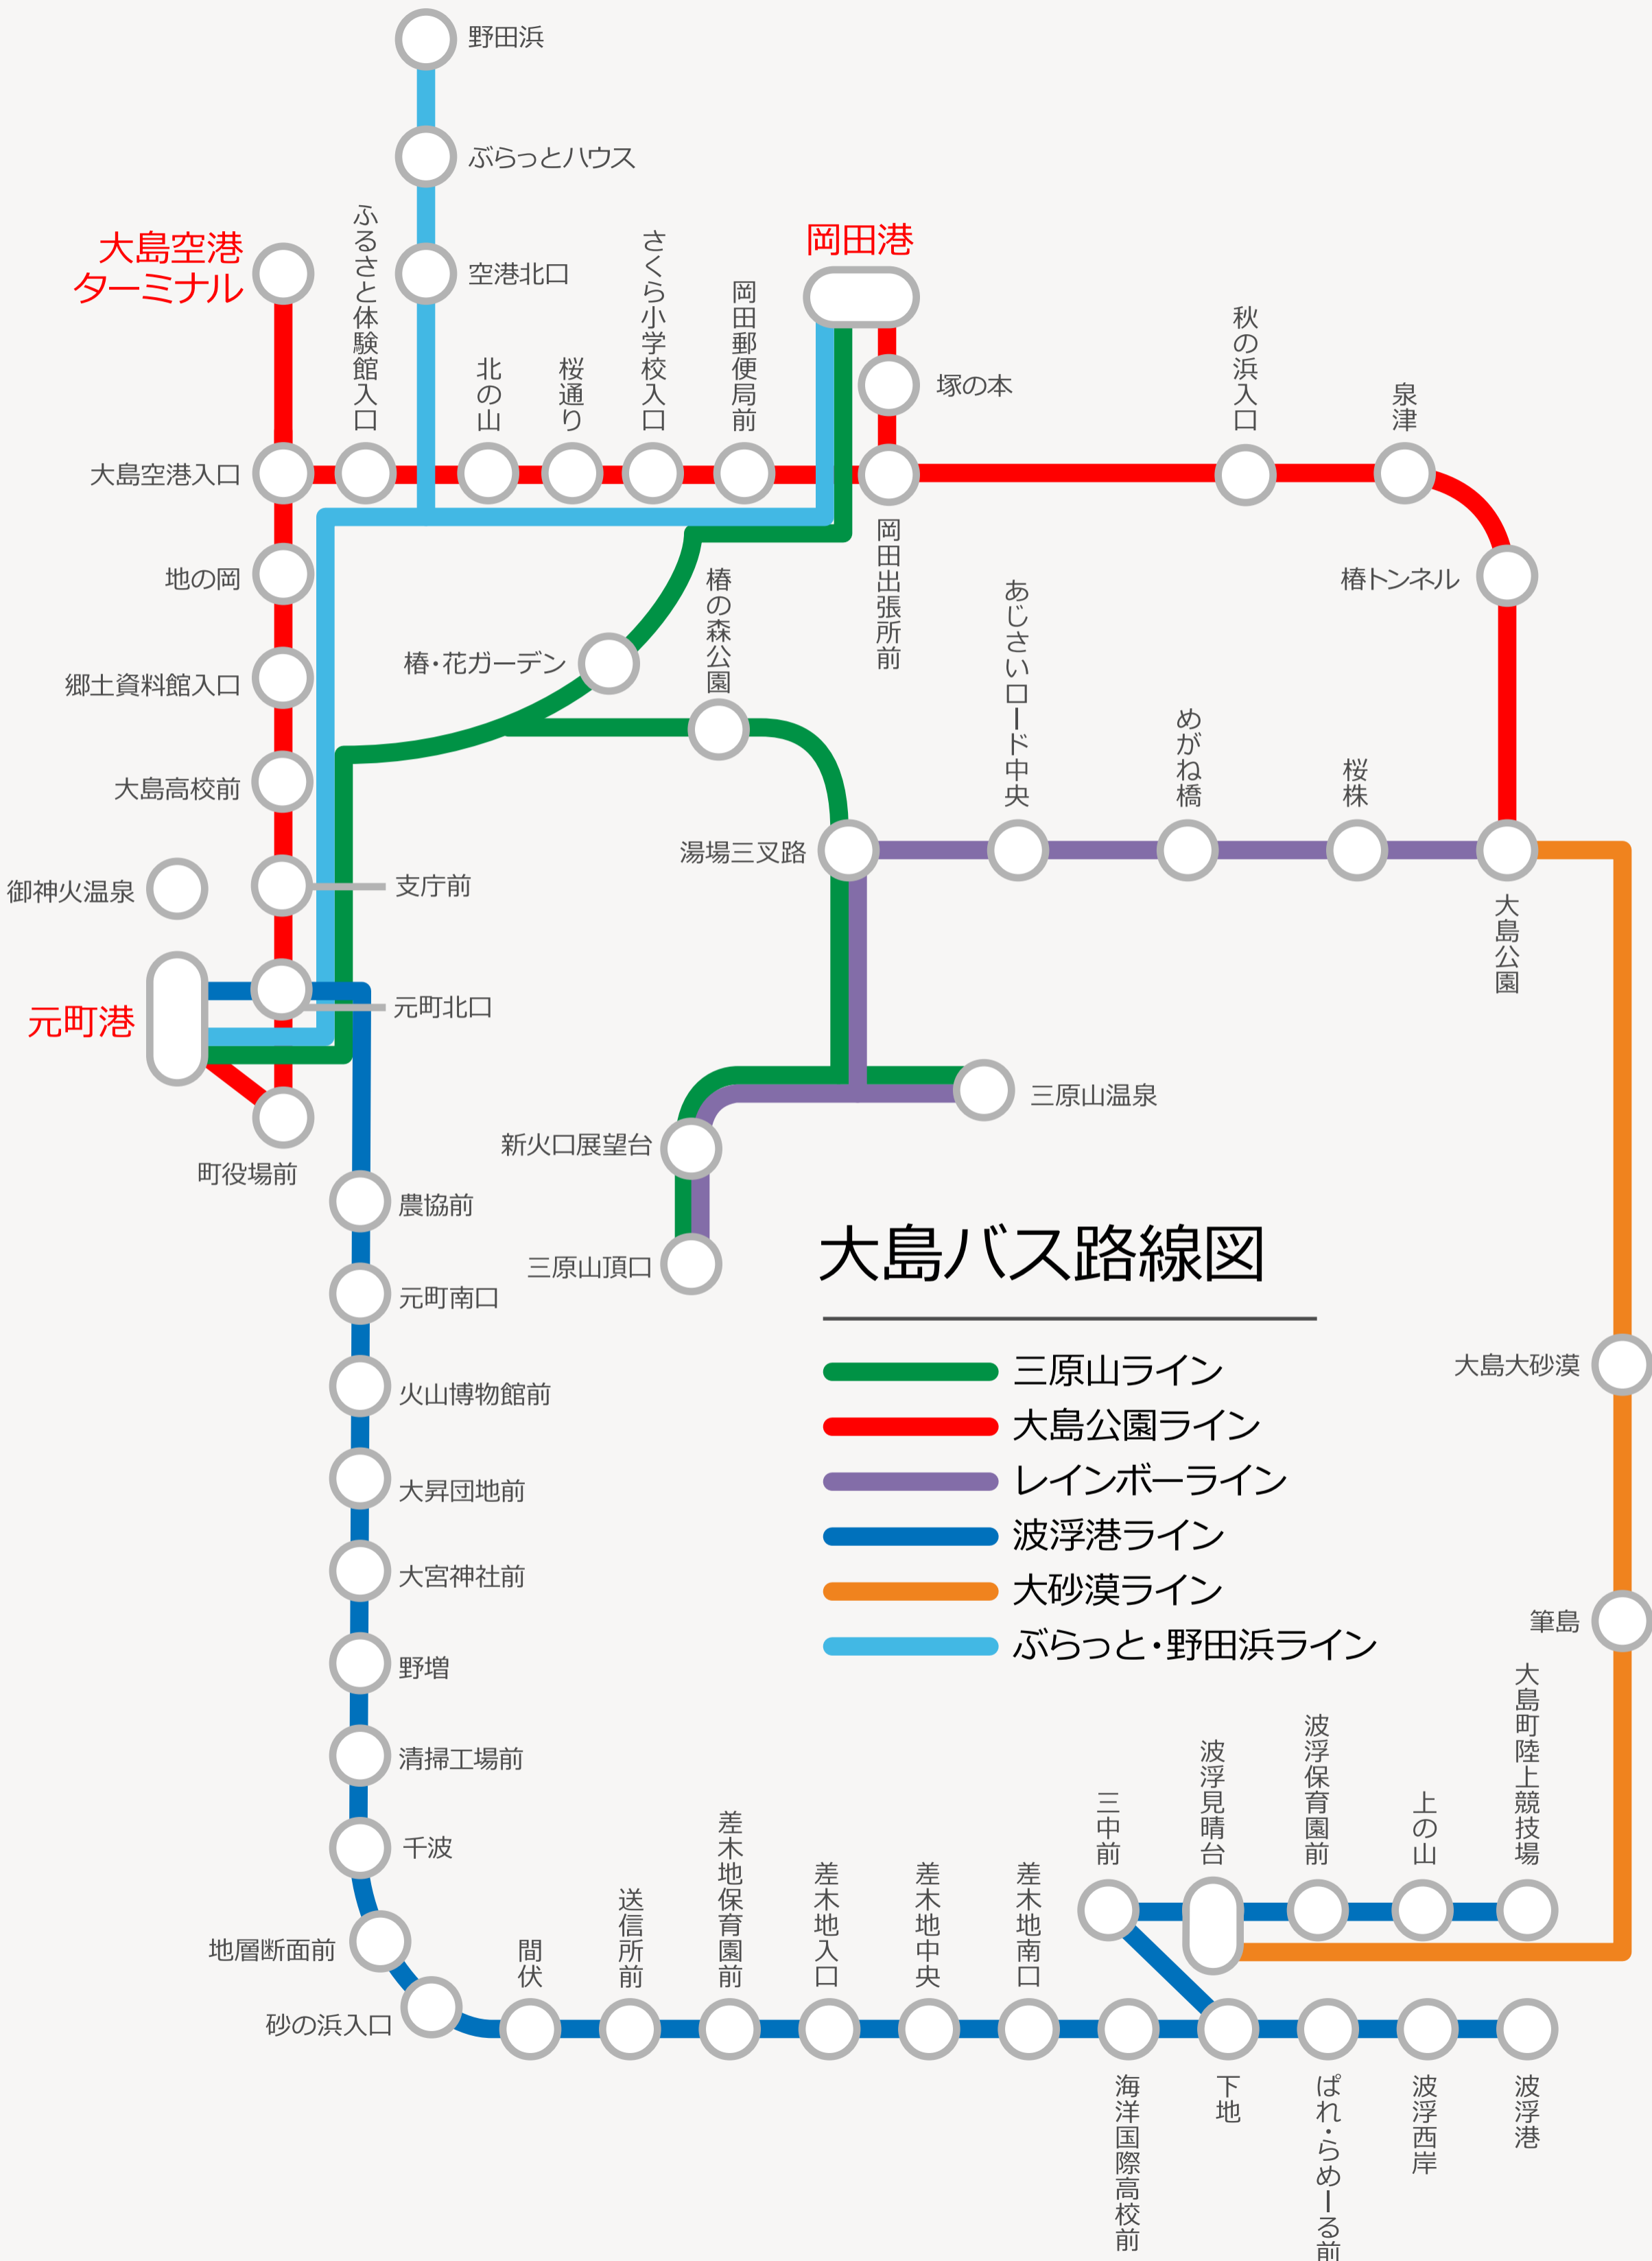 野田浜
ぶらっとハウス
大島空港
ターミナル
空港北口
ふるさと体験館入口
北の山
桜通り
さくら小学校入口
岡田郵便局前
岡田港
塚の本
秋の浜入口
泉津
大島空港入口
岡田出張所前
地の岡
椿トンネル
郷土資料館入口
椿・花ガーデン
椿の森公園
あじさいロード中央
めがね橋
桜株
大島高校前
湯場三叉路
大島公園
御神火温泉
支庁前
元町港
元町北口
町役場前
三原山温泉
新火口展望台
三原山頂口
農協前
元町南口
火山博物館前
大昇団地前
大宮神社前
野増
清掃工場前
千波
地層断面前
砂の浜入口
大島バス路線図
三原山ライン
大島公園ライン
レインボーライン
波浮港ライン
大砂漠ライン
ぶらっと・野田浜ライン
大島大砂漠
筆島
三中前
波浮見晴台
波浮保育園前
上の山
大島町陸上競技場
間伏
送信所前
差木地保育園前
差木地入口
差木地中央
差木地南口
海洋国際高校前
下地
ぱれ・らめーる前
波浮西岸
波浮港